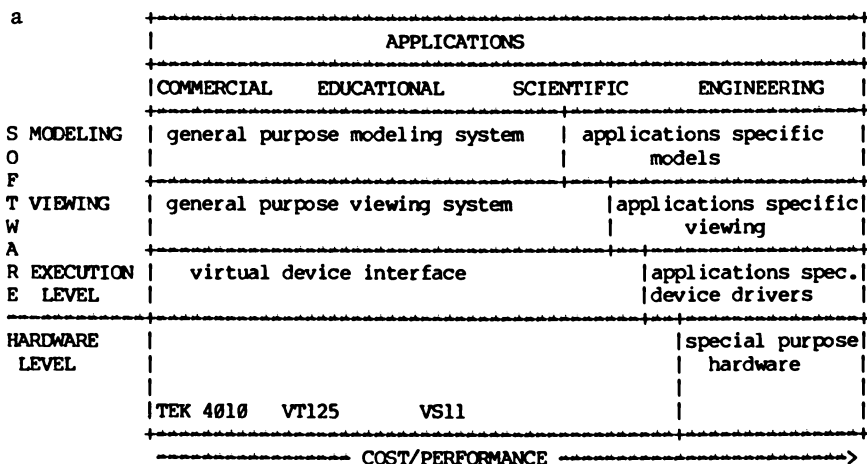 a
APPLICATIONS
COMMERCIAL EDUCATIONAL SCIENTIFIC ENGINEERING
S MODELING general purpose modeling system applications specific
O models
F
T VIEWING general purpose viewing system applications specific
W viewing
A
R EXECUTION virtual device interface applications spec.
E LEVEL device drivers
HARDWARE special purpose
LEVEL hardware
TEK 4010 VT125 VS11
COST/PERFORMANCE